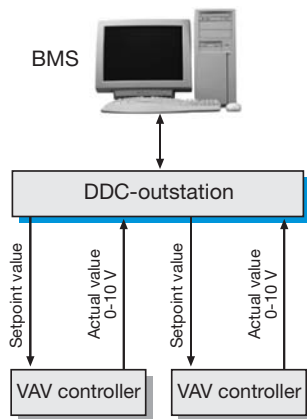 BMS
DDC-outstation
Setpoint value
Actual value
0-10 V
Setpoint value
Actual value
0-10 V
VAV controller
VAV controller